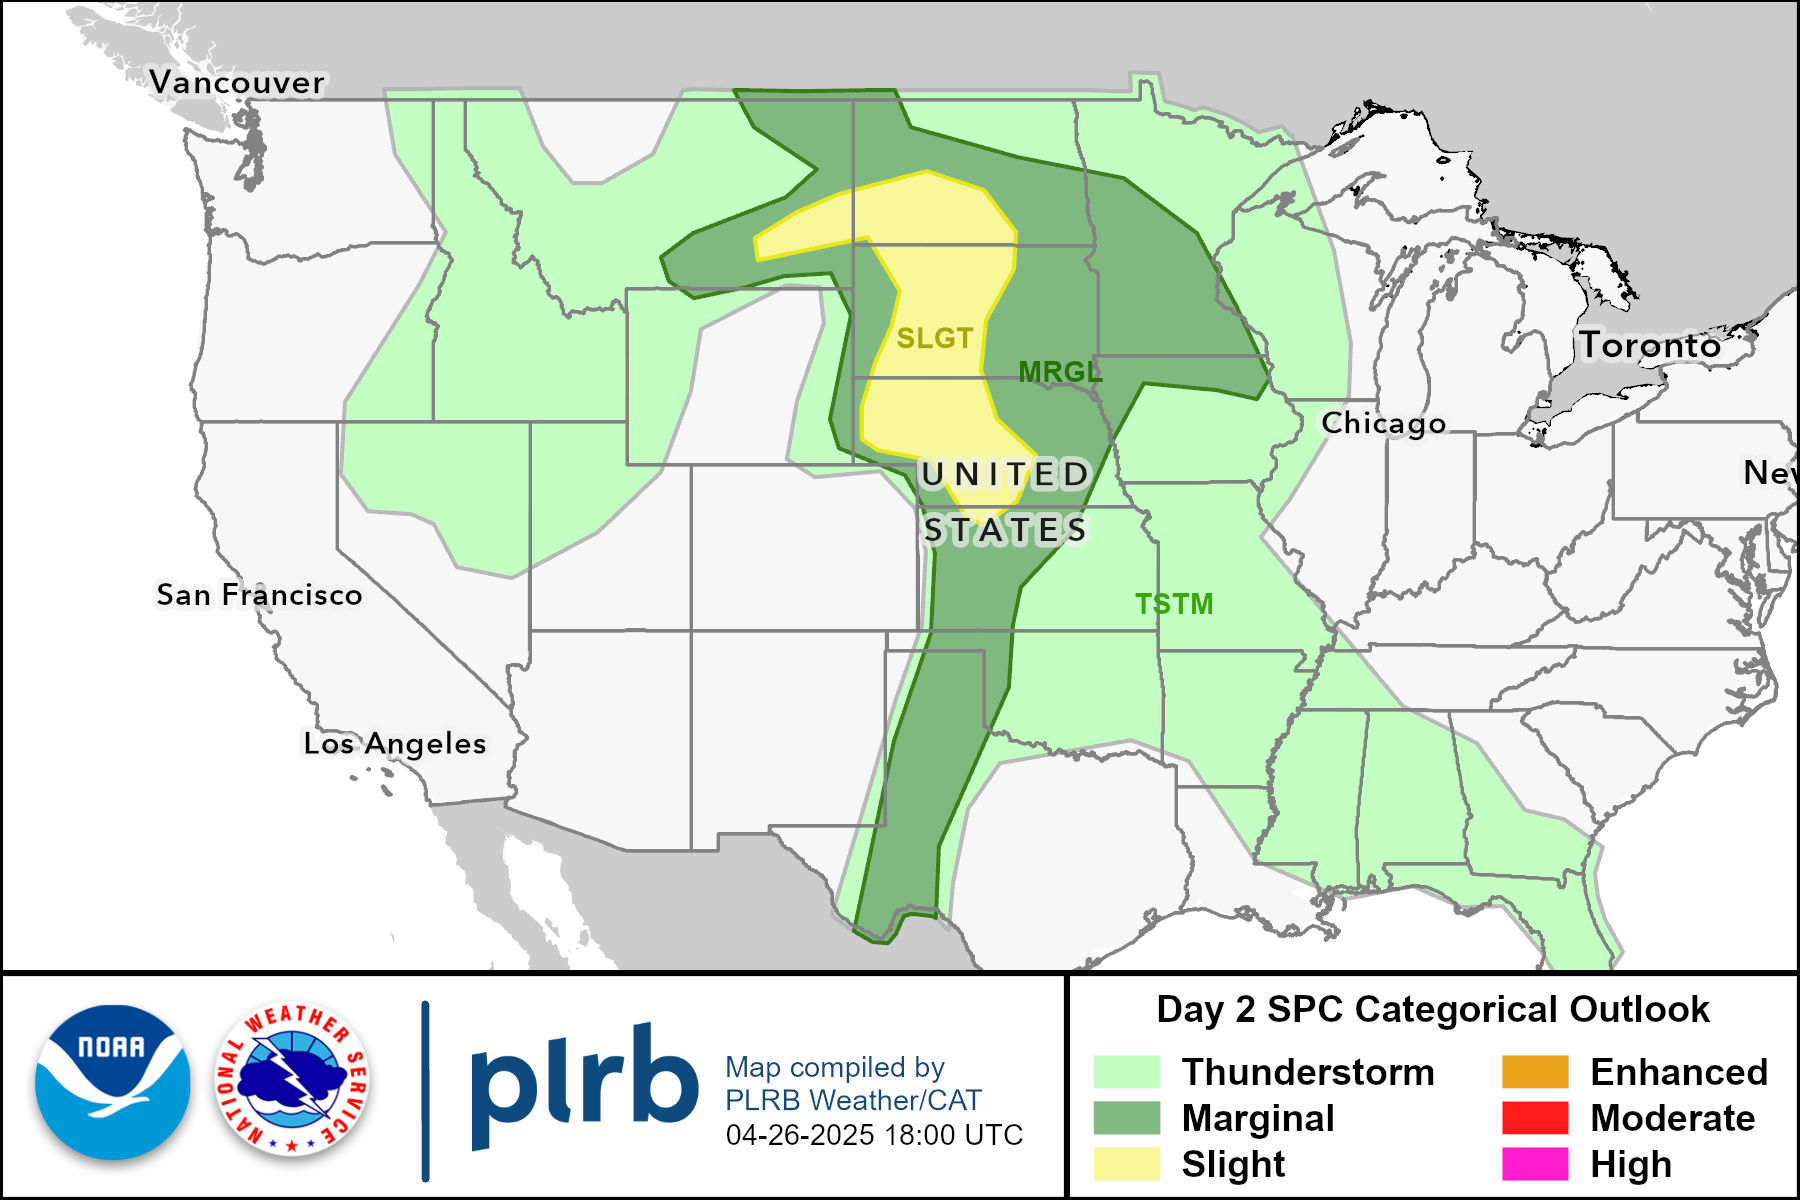 Vancouver
SLGT
MRGL
Toronto
Chicago
UNITED
New
STATES
San Francisco
TSTM
Los Angeles
NOAA
NATIONAL WEATHER SERVICE
plrb
Map compiled by
PLRB Weather/CAT
04-26-2025 18:00 UTC
Day 2 SPC Categorical Outlook
Thunderstorm
Enhanced
Marginal
Moderate
Slight
High